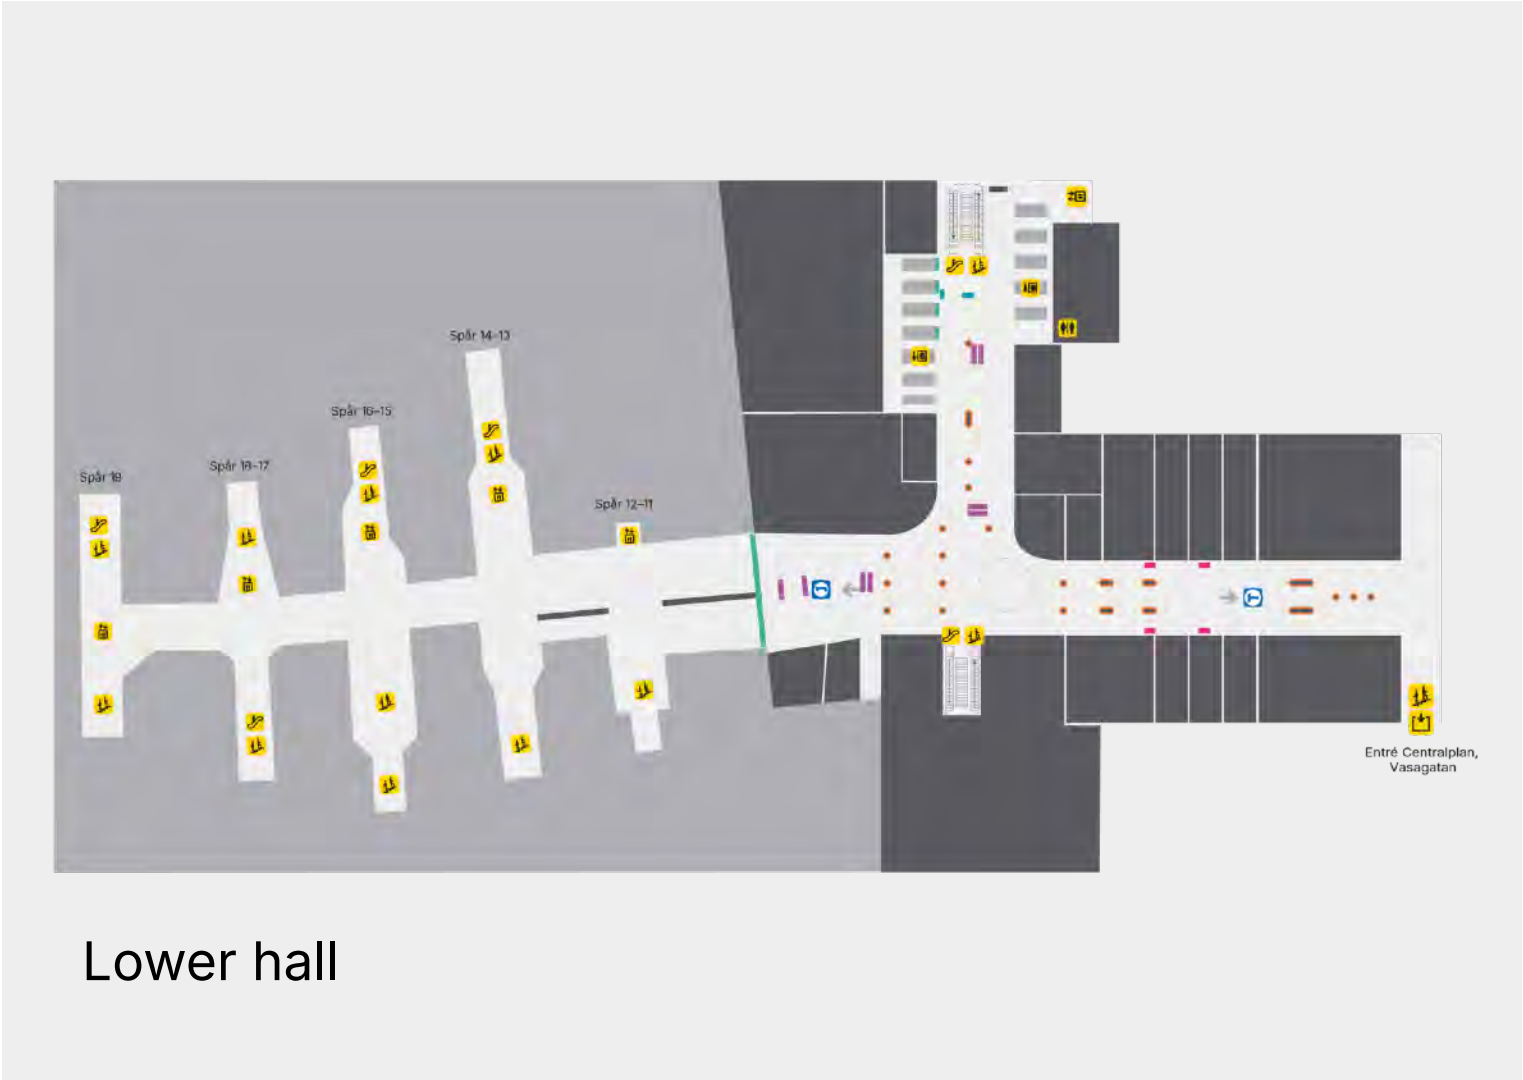 Spår 14–13
Spår 16–15
Spår 18–17
Spår 19
Spår 12–11
Entré Centralplan,
Vasagatan
Lower hall